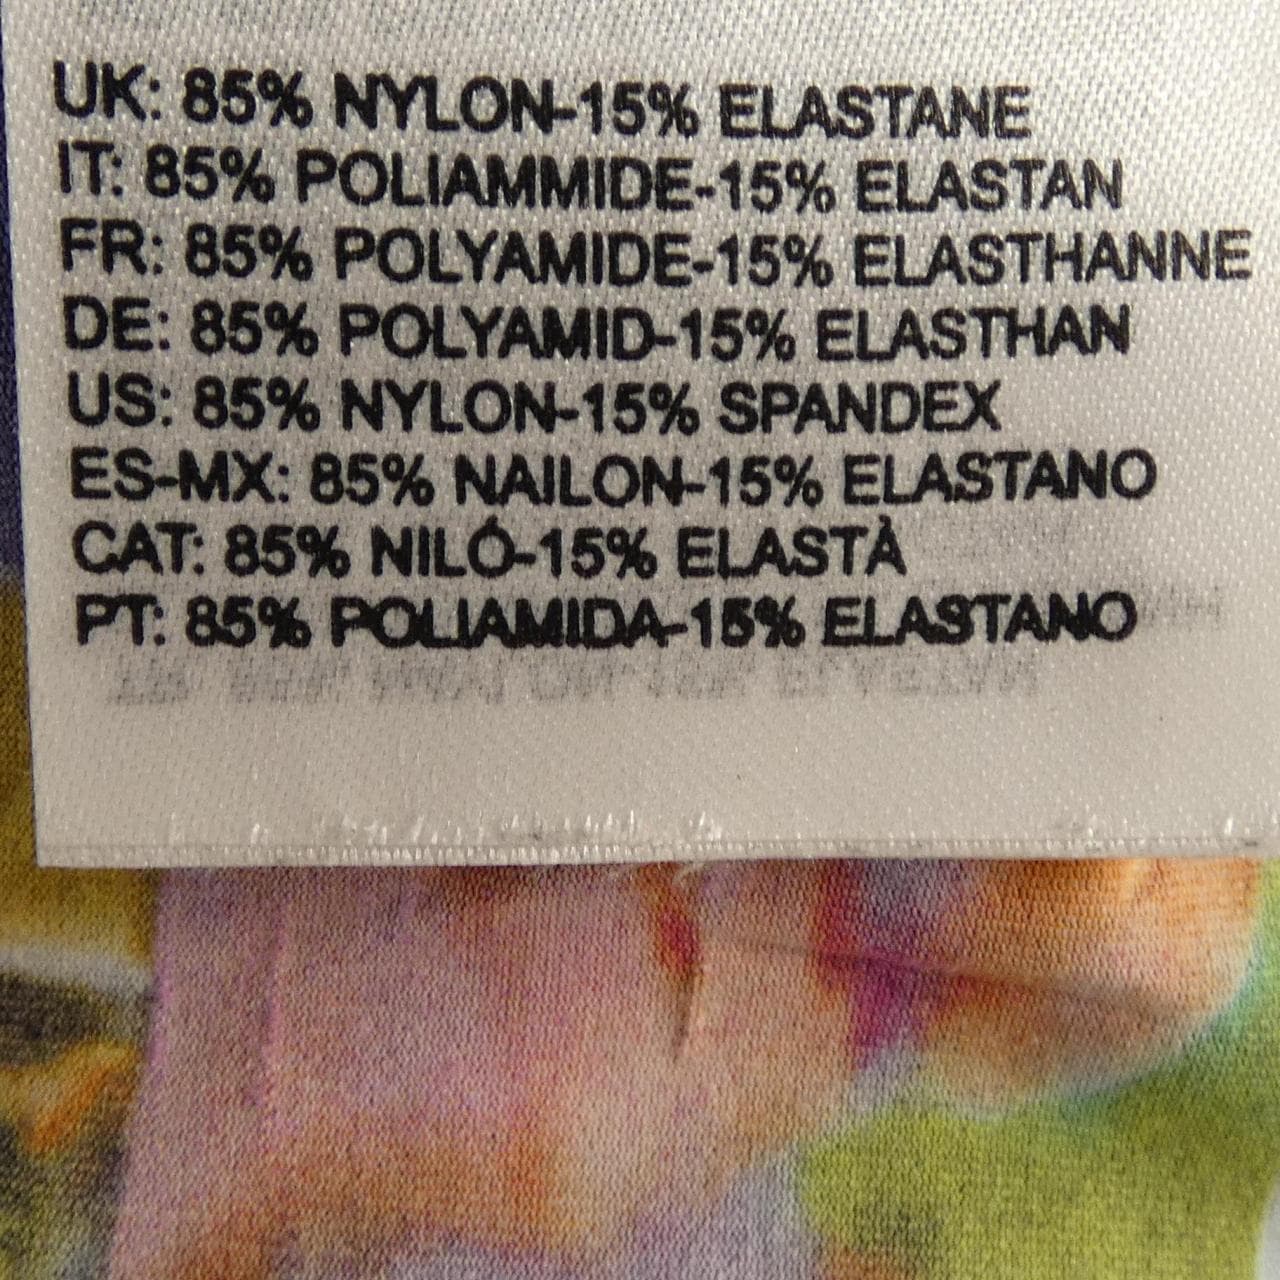 UK: 85% NYLON-15% ELASTANE
IT: 85% POLIAMMIDE-15% ELASTAN
FR: 85% POLYAMIDE-15% ELASTHANNE
DE: 85% POLYAMID-15% ELASTHAN
US: 85% NYLON-15% SPANDEX
ES-MX: 85% NAILON-15% ELASTANO
CAT: 85% NILÓ-15% ELASTÀ
PT: 85% POLIAMIDA-15% ELASTANO